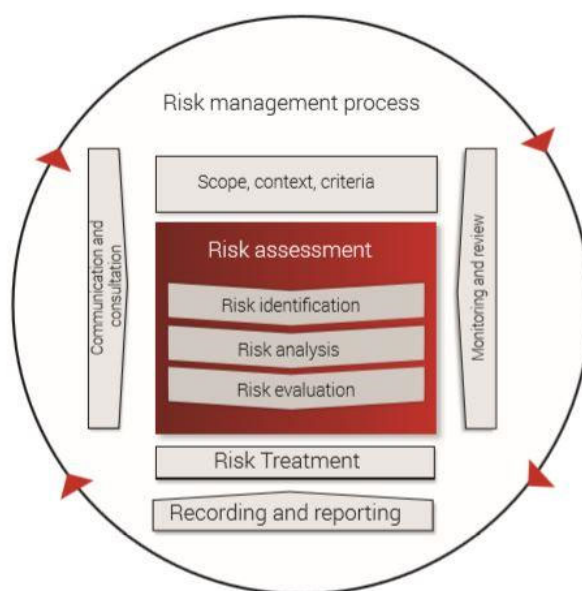 Risk management process
Scope, context, criteria
Communication and
consultation
Risk assessment
Risk identification
Risk analysis
Risk evaluation
Monitoring and review
Risk Treatment
Recording and reporting